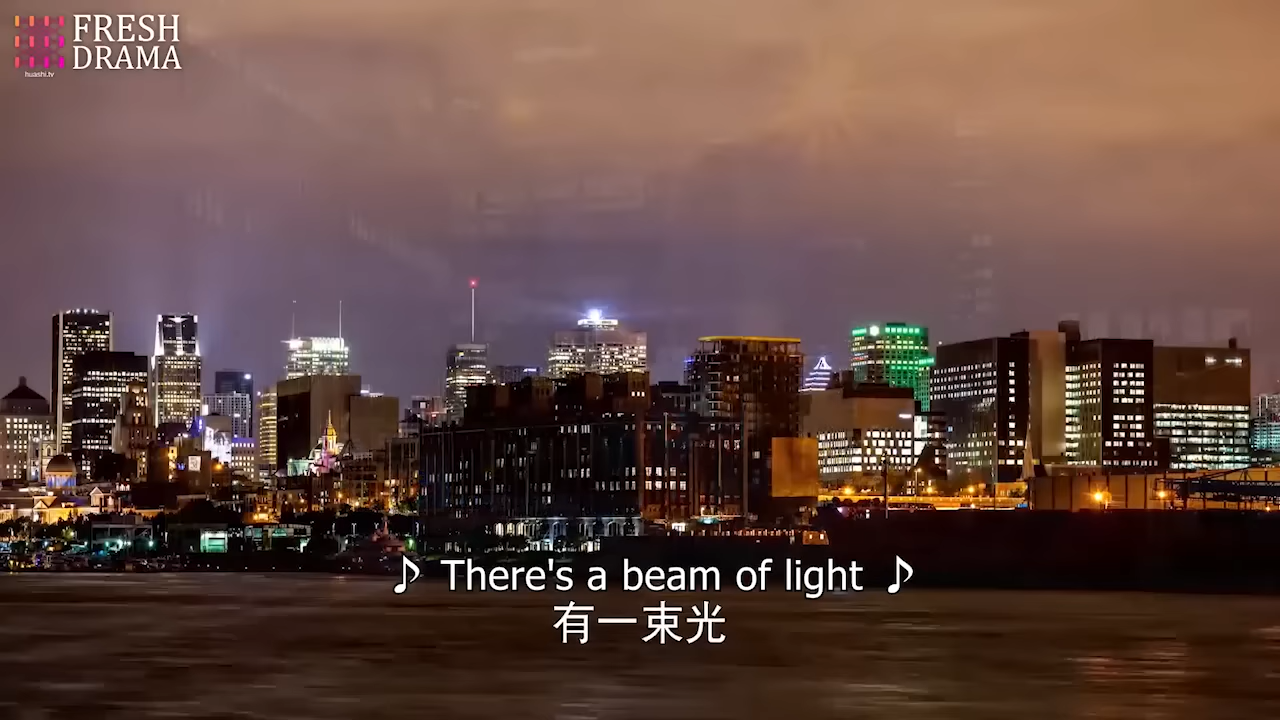 FRESH
DRAMA
huashi.tv
♪ There's a beam of light ♪
有一束光